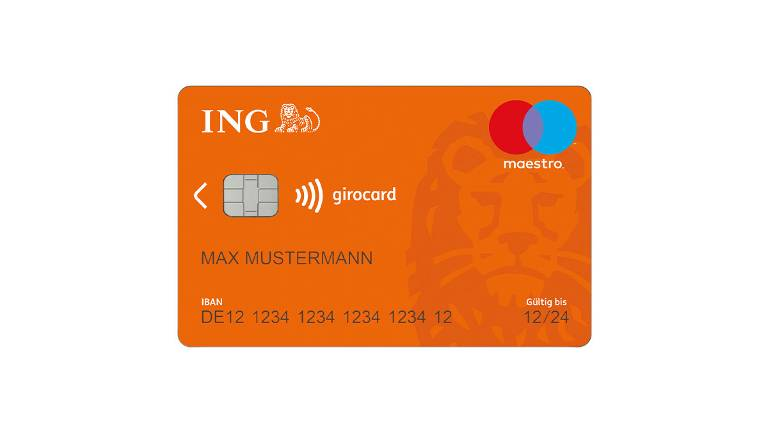 ING
maestro.
girocard
MAX MUSTERMANN
IBAN Gültig bis
DE12 1234 1234 1234 1234 12 12/24